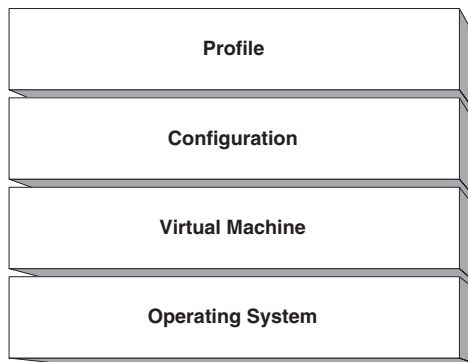 Profile
Configuration
Virtual Machine
Operating System